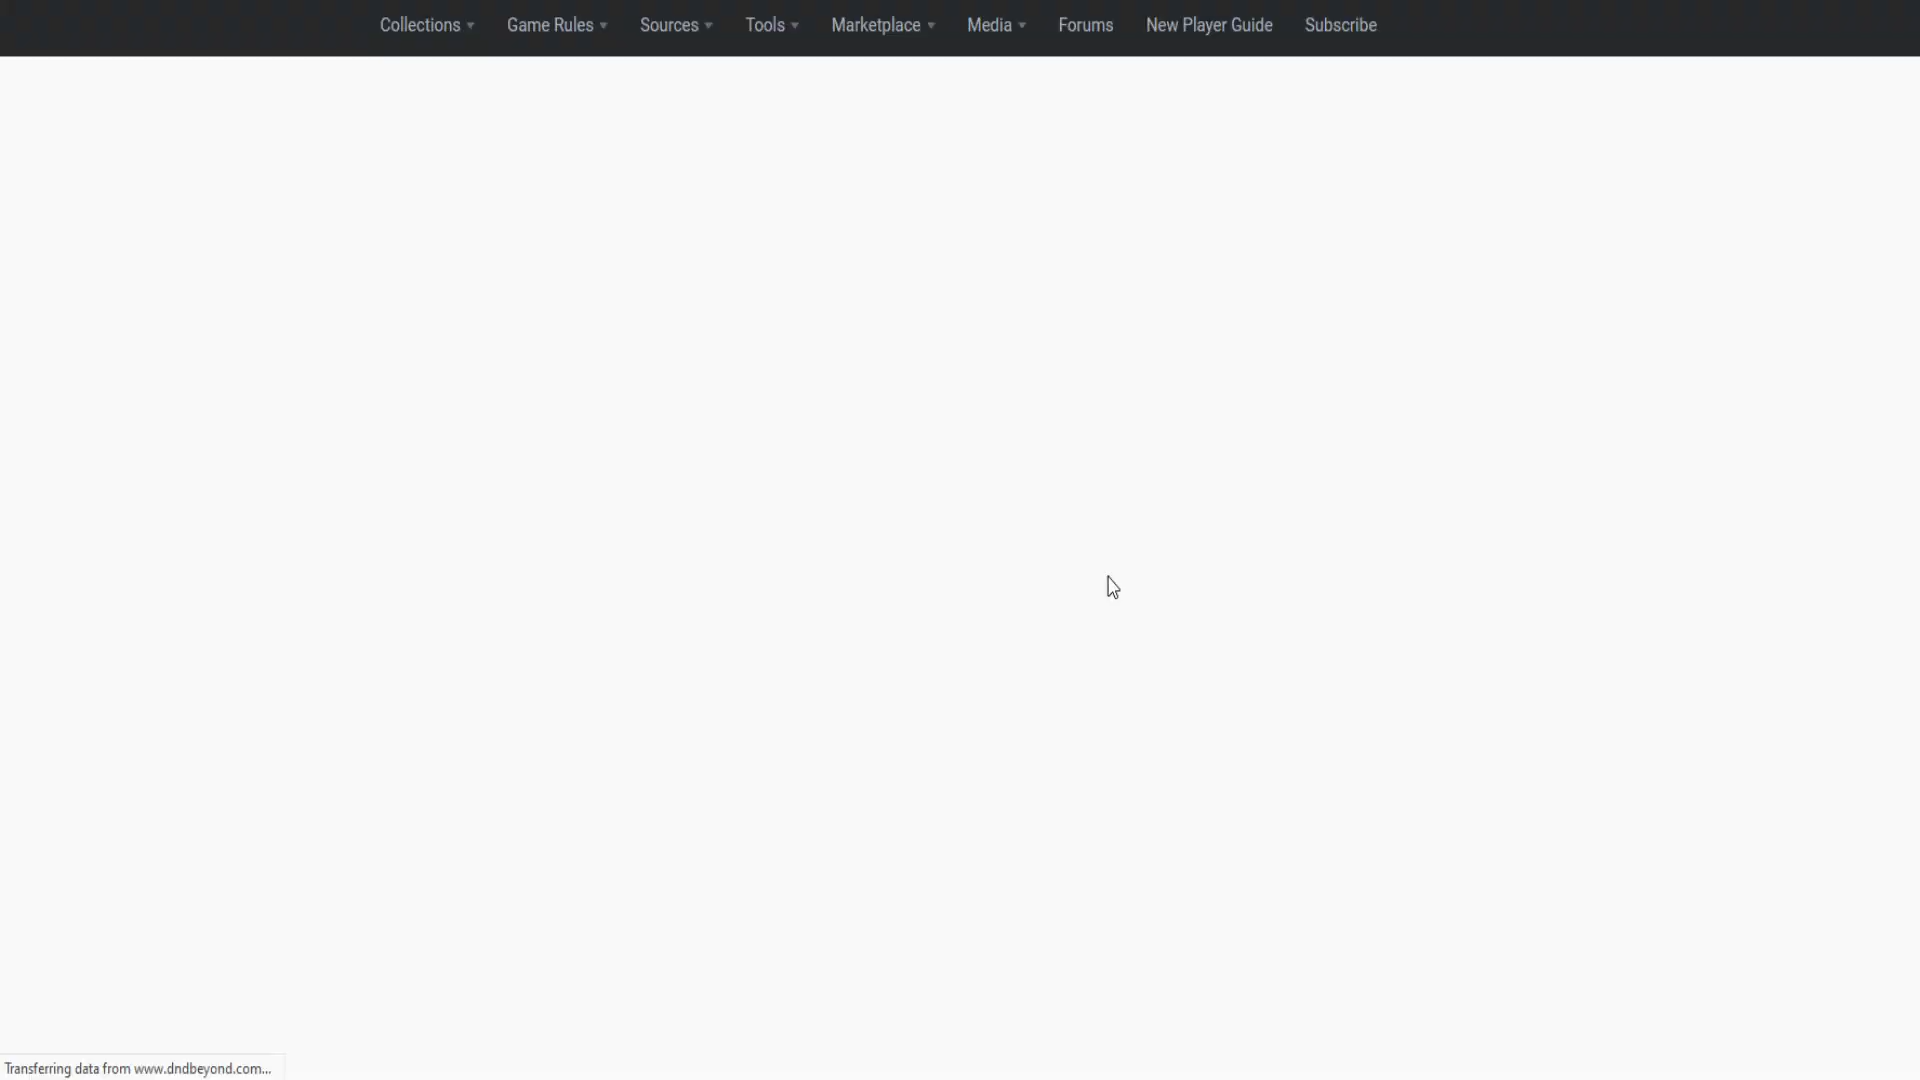 Collections Game Rules Sources Tools Marketplace Media Forums New Player Guide Subscribe
Transferring data from www.dndbeyond.com...